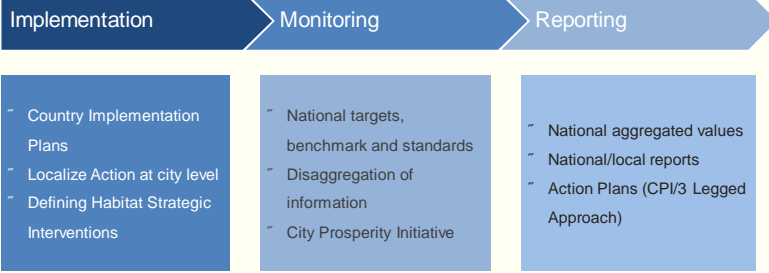 Implementation
Monitoring
Reporting
˝ Country Implementation
Plans
˝ Localize Action at city level
˝ Defining Habitat Strategic
Interventions
˝ National targets,
benchmark and standards
˝ Disaggregation of
information
˝ City Prosperity Initiative
˝ National aggregated values
˝ National/local reports
˝ Action Plans (CPI/3 Legged
Approach)